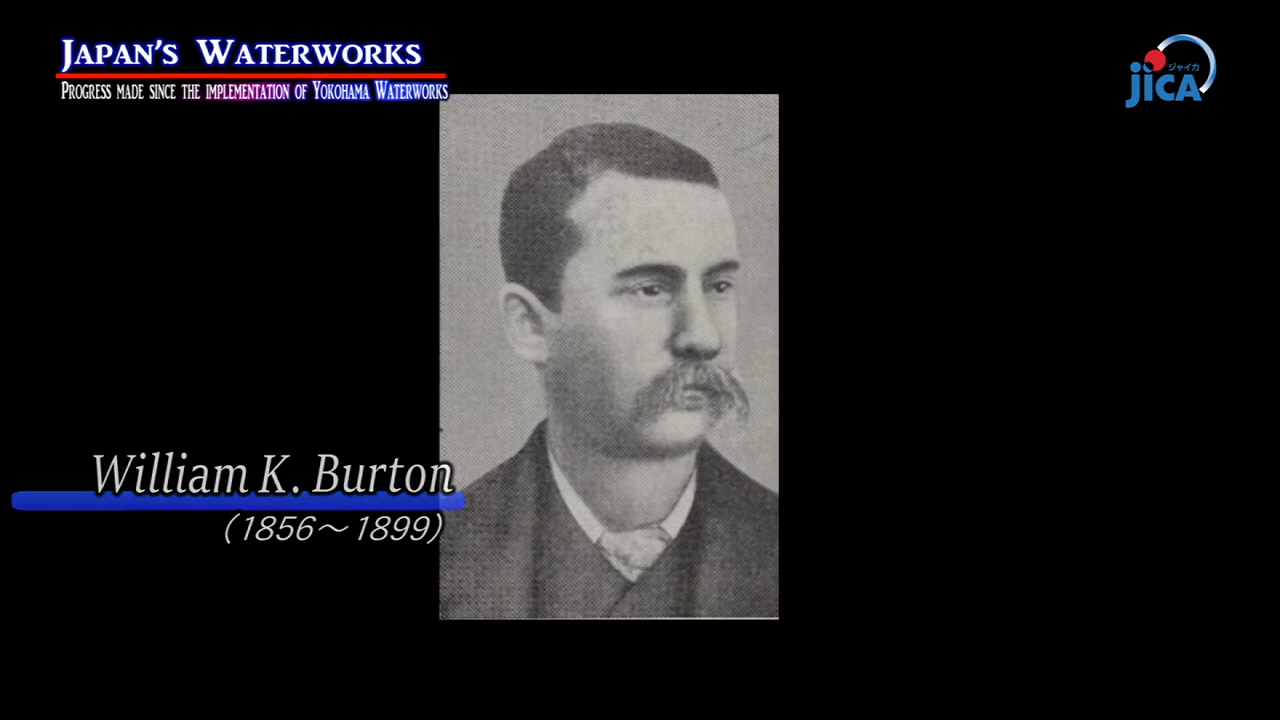 JAPAN'S WATERWORKS
PROGRESS MADE SINCE THE IMPLEMENTATION OF YOKOHAMA WATERWORKS
ジャイカ
JICA
William K. Burton
(1856～1899)